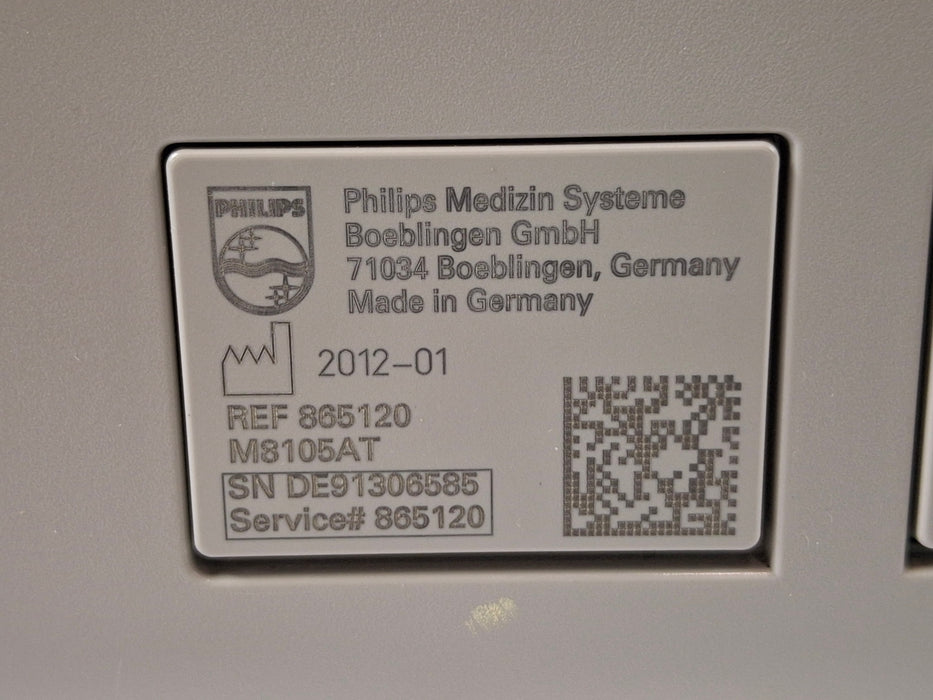 PHILIPS
Philips Medizin Systeme
Boeblingen GmbH
71034 Boeblingen, Germany
Made in Germany
2012-01
REF 865120
M8105AT
SN DE91306585
Service# 865120